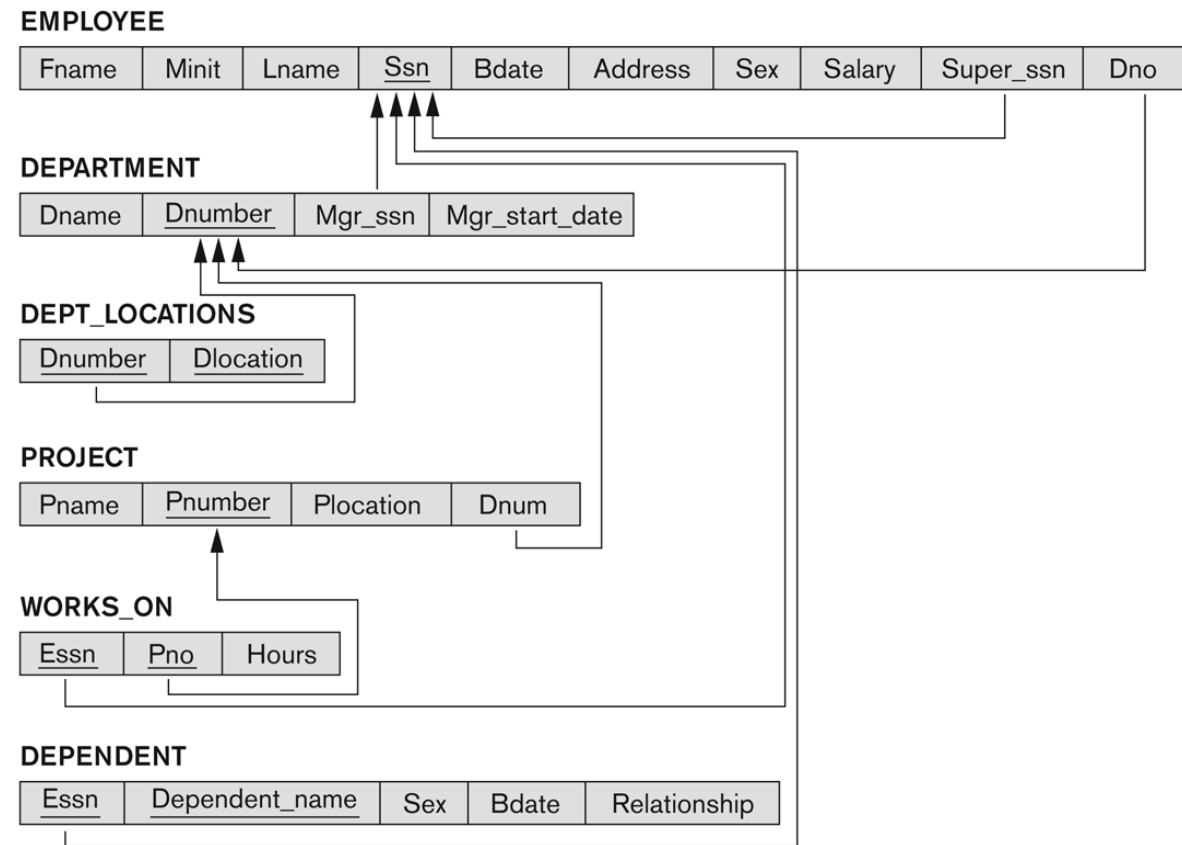 EMPLOYEE
Fname Minit Lname Ssn Bdate Address Sex Salary Super_ssn Dno
DEPARTMENT
Dname Dnumber Mgr_ssn Mgr_start_date
DEPT_LOCATIONS
Dnumber Dlocation
PROJECT
Pname Pnumber Plocation Dnum
WORKS_ON
Essn Pno Hours
DEPENDENT
Essn Dependent_name Sex Bdate Relationship